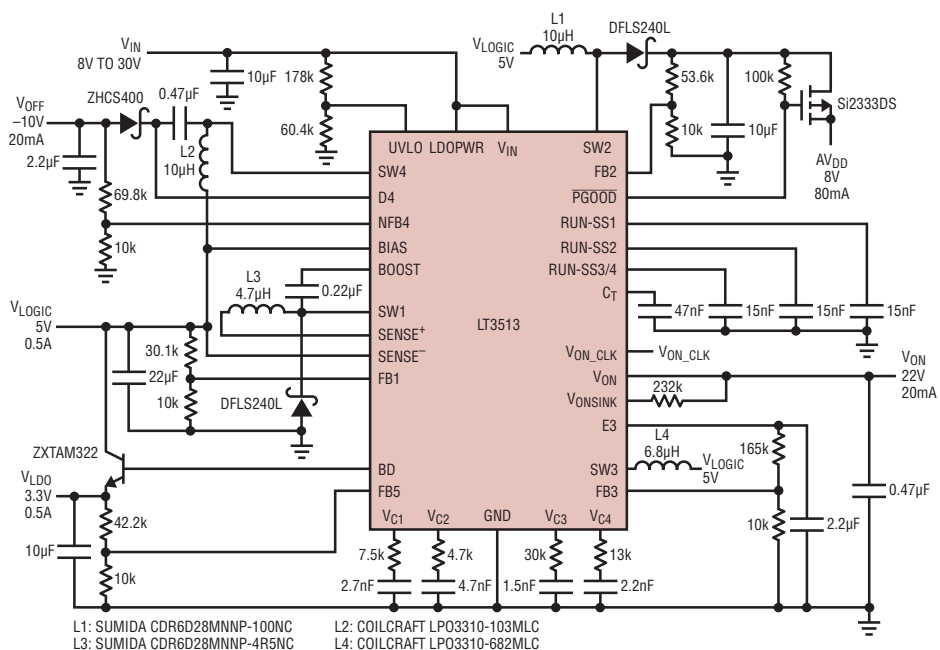 L1
10µH
DFLS240L
VLOGIC
5V
VIN
8V TO 30V
10µF
178k
60.4k
53.6k
10k
10µF
100k
Si2333DS
AVDD
8V
80mA
VOFF
–10V
20mA
ZHCS400
0.47µF
L2
10µH
2.2µF
69.8k
10k
UVLO LDOPWR VIN SW2
SW4
D4
NFB4
BIAS
BOOST
SW1
SENSE+
SENSE–
FB1
BD
FB5
LT3513
FB2
PGOOD
RUN-SS1
RUN-SS2
RUN-SS3/4
CT
VON_CLK
VON
VONSINK
E3
SW3
FB3
VC1 VC2 GND VC3 VC4
L3
4.7µH
0.22µF
DFLS240L
VLOGIC
5V
0.5A
30.1k
22µF
10k
ZXTAM322
VLDO
3.3V
0.5A
42.2k
10µF
10k
47nF 15nF 15nF 15nF
VON_CLK
VON
22V
20mA
232k
L4
6.8µH
VLOGIC
5V
165k
10k
2.2µF
0.47µF
7.5k 4.7k 30k 13k
2.7nF 4.7nF 1.5nF 2.2nF
L1: SUMIDA CDR6D28MNNP-100NC L2: COILCRAFT LPO3310-103MLC
L3: SUMIDA CDR6D28MNNP-4R5NC L4: COILCRAFT LPO3310-682MLC